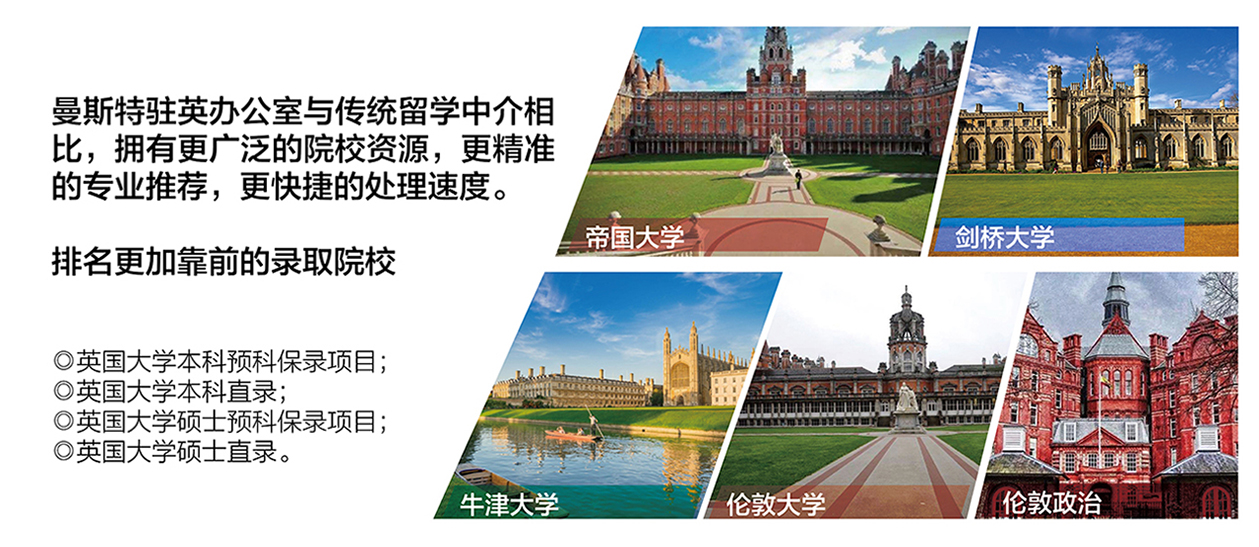 曼斯特驻英办公室与传统留学中介相
比，拥有更广泛的院校资源，更精准
的专业推荐，更快捷的处理速度。
排名更加靠前的录取院校
◎英国大学本科预科保录项目；
◎英国大学本科直录；
◎英国大学硕士预科保录项目；
◎英国大学硕士直录。
帝国大学
剑桥大学
牛津大学
伦敦大学
伦敦政治